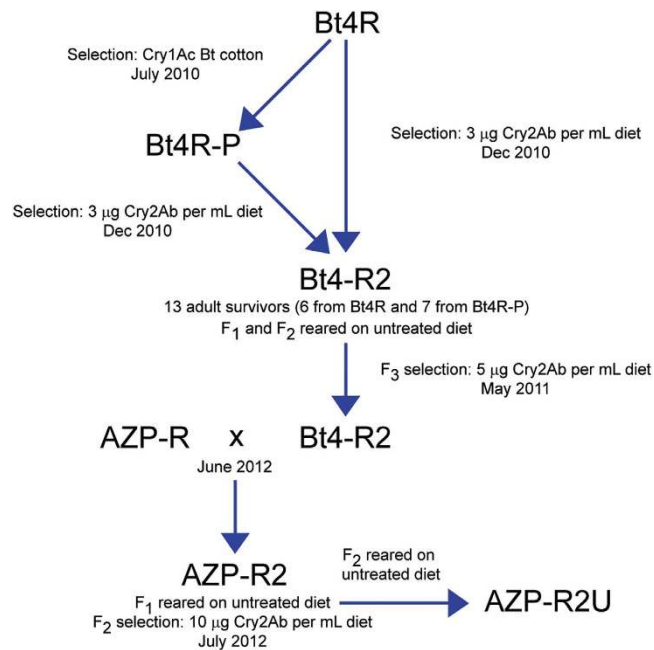 Bt4R
Selection: Cry1Ac Bt cotton
July 2010
Bt4R-P
Selection: 3 μg Cry2Ab per mL diet
Dec 2010
Selection: 3 μg Cry2Ab per mL diet
Dec 2010
Bt4-R2
13 adult survivors (6 from Bt4R and 7 from Bt4R-P)
F1 and F2 reared on untreated diet
F3 selection: 5 μg Cry2Ab per mL diet
May 2011
AZP-R x Bt4-R2
June 2012
AZP-R2
F1 reared on untreated diet
F2 selection: 10 μg Cry2Ab per mL diet
July 2012
F2 reared on
untreated diet
AZP-R2U